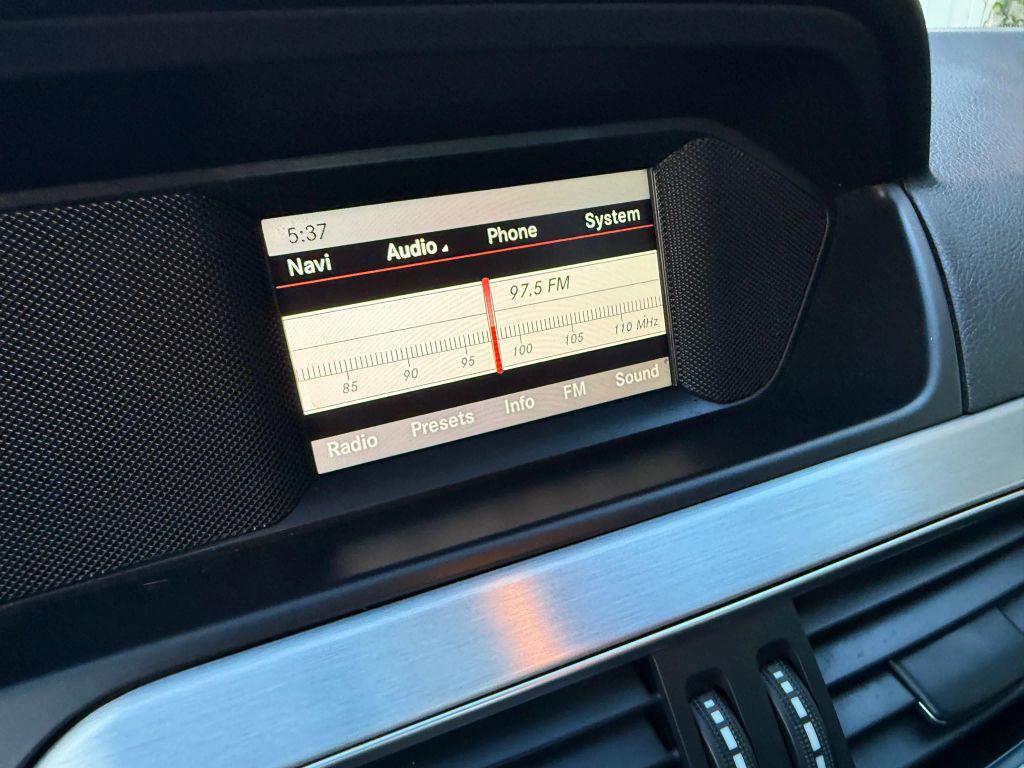 5:37
Navi Audio Phone System
97.5 FM
85 90 95 100 105 110 MHz
Radio Presets Info FM Sound